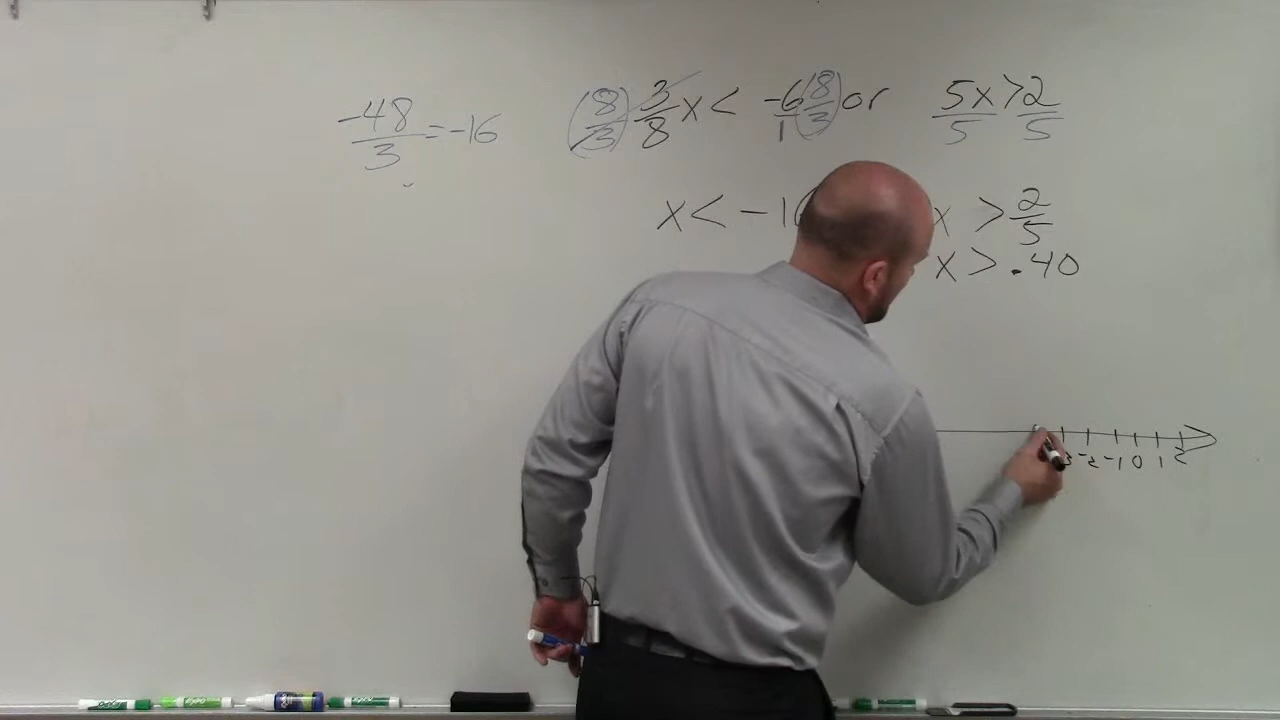 -48/3 = -16
(8/3) 3/8 x < -6/1 (8/3) or 5x/5 > 2/5
x < -16 x > 2/5
x > .40
-2 -1 0 1 2